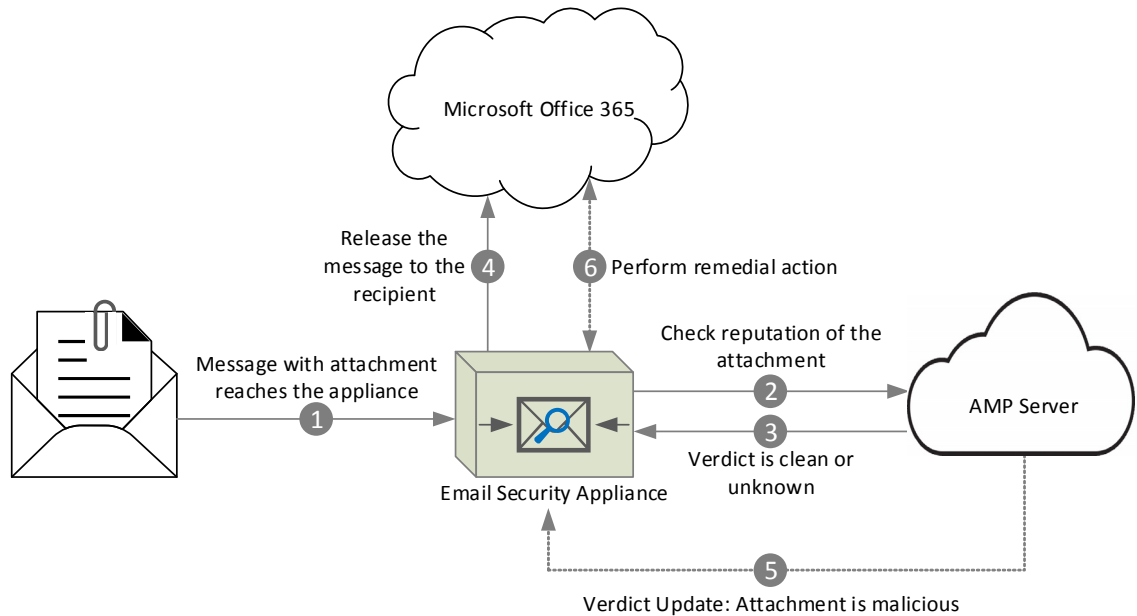 Microsoft Office 365
Release the
message to the
recipient
4
6
Perform remedial action
Message with attachment
reaches the appliance
1
Check reputation of the
attachment
2
3
Verdict is clean or
unknown
AMP Server
Email Security Appliance
5
Verdict Update: Attachment is malicious